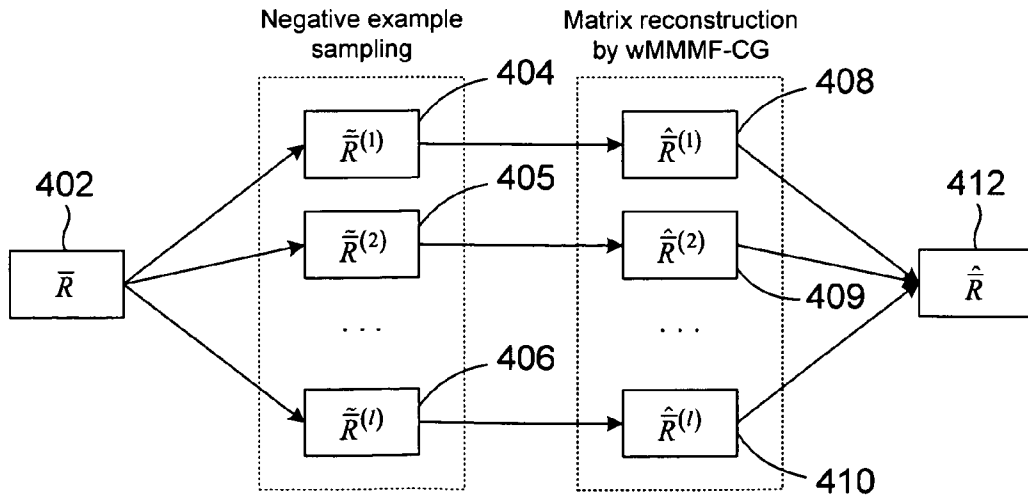 Negative example
sampling
Matrix reconstruction
by wMMMF-CG
404
408
R̄̃(1)
R̄̂(1)
402
405
412
R̄
R̄̃(2)
R̄̂(2)
R̄̂
409
. . .
. . .
406
R̄̃(l)
R̄̂(l)
410